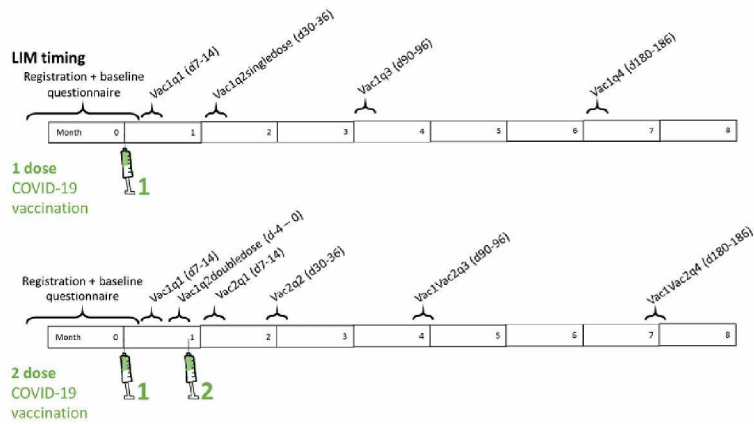 LIM timing
Registration + baseline
questionnaire
Vac1q1 (d7-14)
Vac1q2singledose (d30-36)
Vac1q3 (d90-96)
Vac1q4 (d180-186)
Month 0 1 2 3 4 5 6 7 8
1 dose
COVID-19
vaccination
1
Registration + baseline
questionnaire
Vac1q1 (d7-14)
Vac1q2doubledose (d-4 – 0)
Vac2q1 (d7-14)
Vac2q2 (d30-36)
Vac1Vac2q3 (d90-96)
Vac1Vac2q4 (d180-186)
Month 0 1 2 3 4 5 6 7 8
2 dose
COVID-19
vaccination
1
2